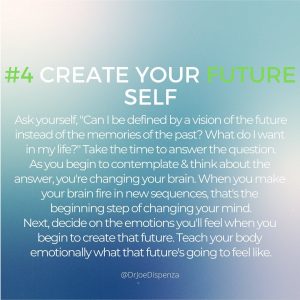 #4 CREATE YOUR FUTURE
SELF
Ask yourself, "Can I be defined by a vision of the future
instead of the memories of the past? What do I want
in my life?" Take the time to answer the question.
As you begin to contemplate & think about the
answer, you're changing your brain. When you make
your brain fire in new sequences, that's the
beginning step of changing your mind.
Next, decide on the emotions you'll feel when you
begin to create that future. Teach your body
emotionally what that future's going to feel like.
@DrJoeDispenza